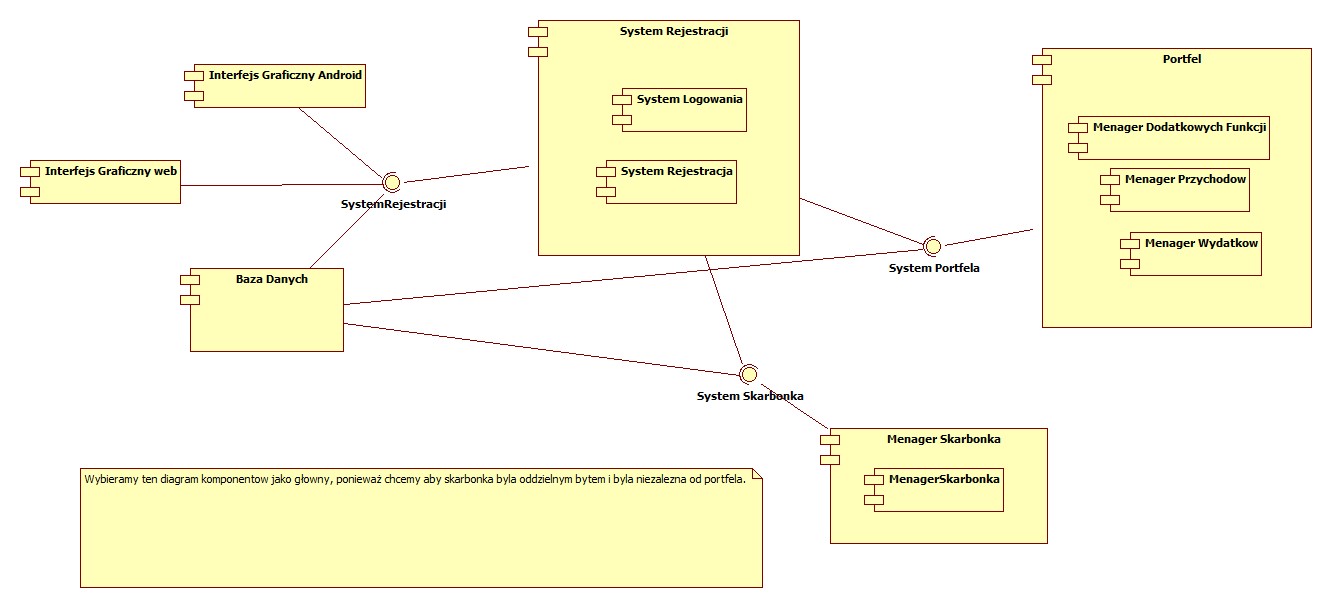 System Rejestracji
Portfel
Interfejs Graficzny Android
System Logowania
Menager Dodatkowych Funkcji
Interfejs Graficzny web
System Rejestracja
Menager Przychodow
SystemRejestracji
Menager Wydatkow
System Portfela
Baza Danych
System Skarbonka
Menager Skarbonka
MenagerSkarbonka
Wybieramy ten diagram komponentow jako głowny, ponieważ chcemy aby skarbonka byla oddzielnym bytem i byla niezalezna od portfela.